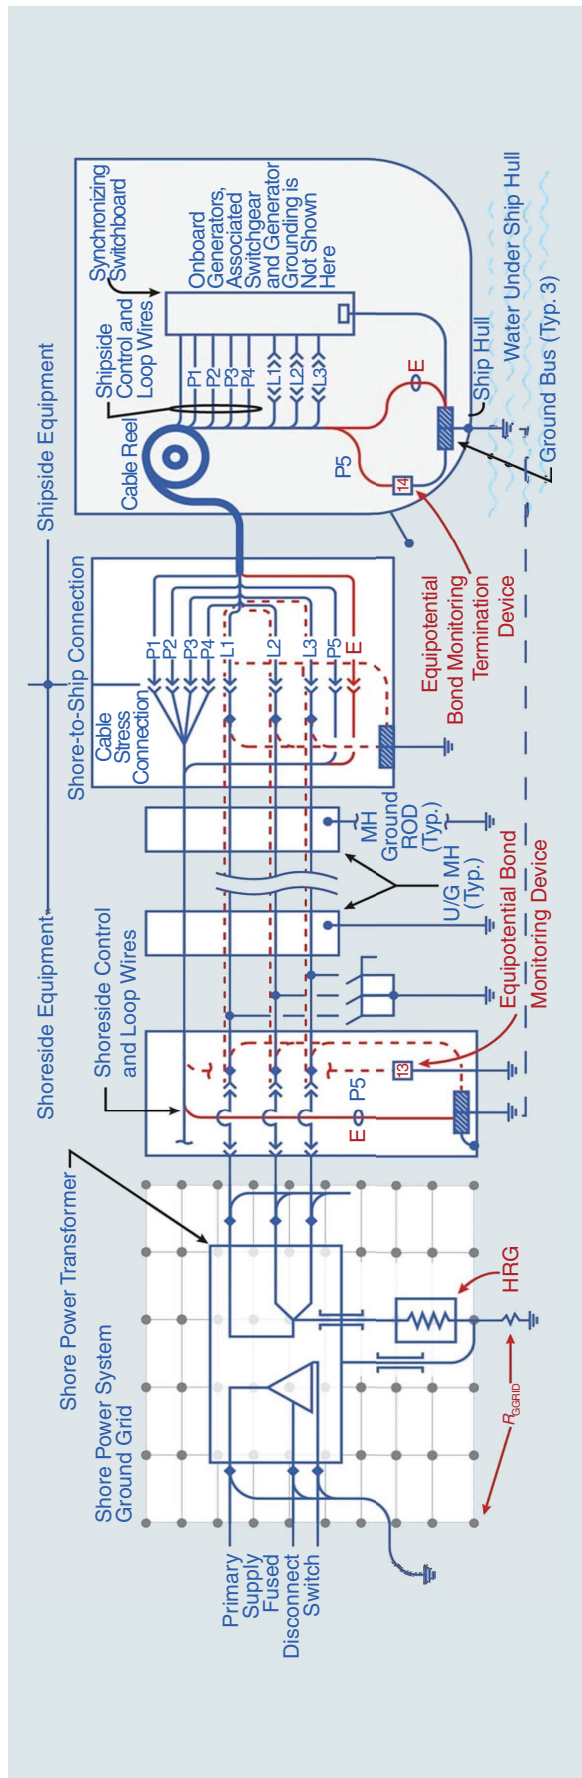 Shoreside Equipment
Shipside Equipment
Shore Power System
Ground Grid
Shore Power Transformer
Shoreside Control
and Loop Wires
Shore-to-Ship Connection
Cable
Stress
Connection
P1
P2
P3
P4
L1
L2
L3
P5
E
Cable Reel
Shipside
Control and
Loop Wires
Synchronizing
Switchboard
P1
P2
P3
P4
L1
L2
L3
Onboard
Generators,
Associated
Switchgear
and Generator
Grounding is
Not Shown
Here
P5
E
14
Ship Hull
Water Under Ship Hull
Ground Bus (Typ. 3)
Equipotential
Bond Monitoring
Termination
Device
MH
Ground
ROD
(Typ.)
U/G MH
(Typ.)
E
P5
13
Equipotential Bond
Monitoring Device
Primary
Supply
Fused
Disconnect
Switch
HRG
RGGRID